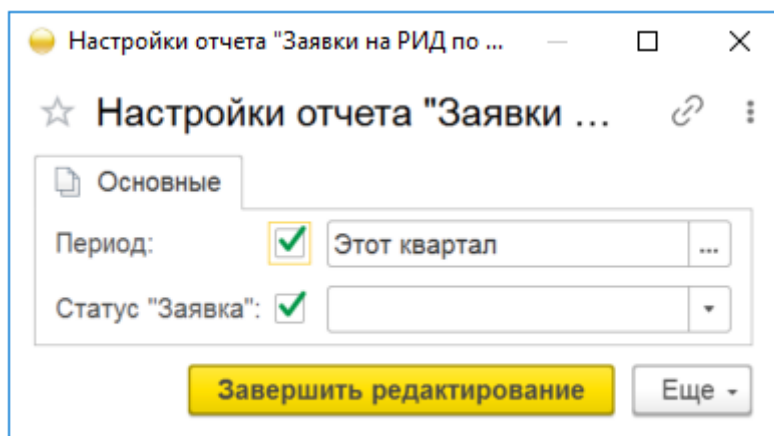 Настройки отчета "Заявки на РИД по ...
Настройки отчета "Заявки ...
Основные
Период: Этот квартал ...
Статус "Заявка":
Завершить редактирование Еще